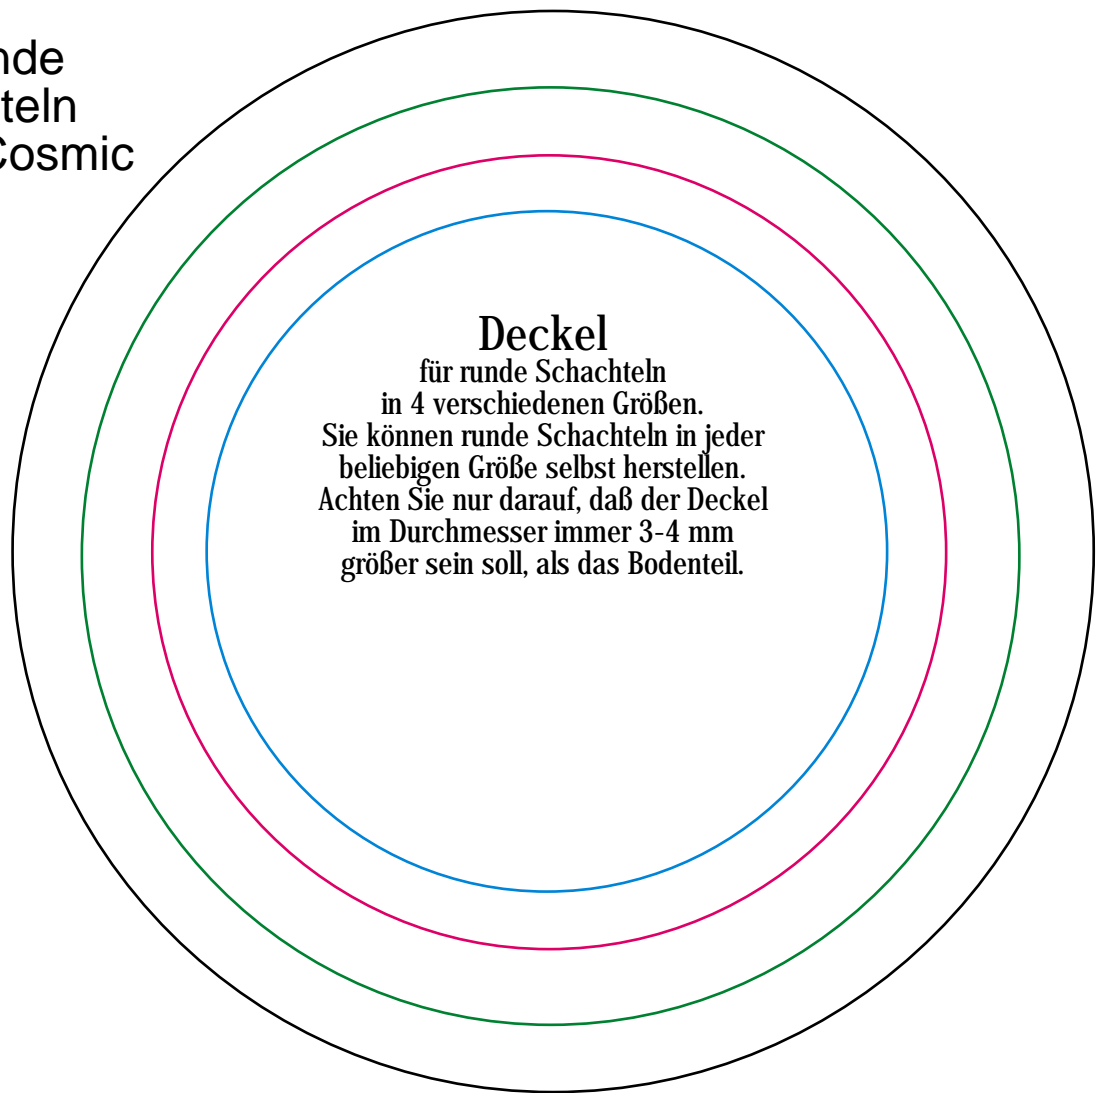 nde
teln
Cosmic
Deckel
für runde Schachteln
in 4 verschiedenen Größen.
Sie können runde Schachteln in jeder
beliebigen Größe selbst herstellen.
Achten Sie nur darauf, daß der Deckel
im Durchmesser immer 3-4 mm
größer sein soll, als das Bodenteil.